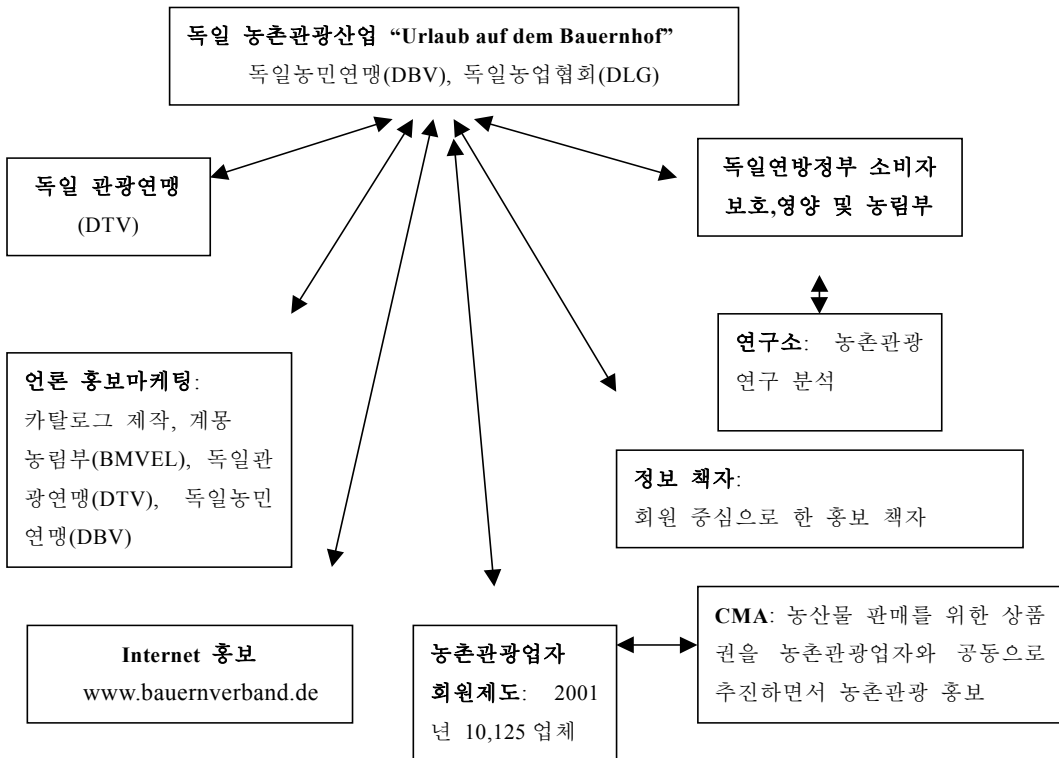 독일 농촌관광산업 “Urlaub auf dem Bauernhof”
독일농민연맹(DBV), 독일농업협회(DLG)
독일 관광연맹
(DTV)
독일연방정부 소비자
보호,영양 및 농림부
연구소: 농촌관광
연구 분석
언론 홍보마케팅:
카탈로그 제작, 계몽
농림부(BMVEL), 독일관
광연맹(DTV), 독일농민
연맹(DBV)
정보 책자:
회원 중심으로 한 홍보 책자
Internet 홍보
www.bauernverband.de
농촌관광업자
회원제도: 2001
년 10,125 업체
CMA: 농산물 판매를 위한 상품
권을 농촌관광업자와 공동으로
추진하면서 농촌관광 홍보